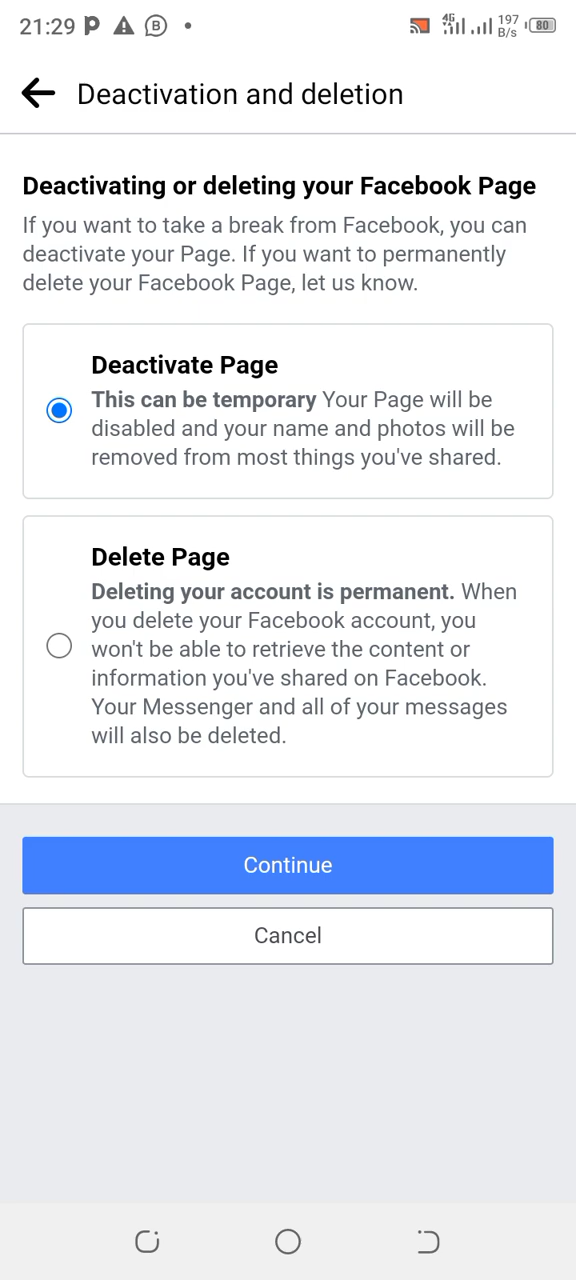 21:29
B
4G
197
B/s
80
Deactivation and deletion
Deactivating or deleting your Facebook Page
If you want to take a break from Facebook, you can
deactivate your Page. If you want to permanently
delete your Facebook Page, let us know.
Deactivate Page
This can be temporary Your Page will be
disabled and your name and photos will be
removed from most things you've shared.
Delete Page
Deleting your account is permanent. When
you delete your Facebook account, you
won't be able to retrieve the content or
information you've shared on Facebook.
Your Messenger and all of your messages
will also be deleted.
Continue
Cancel